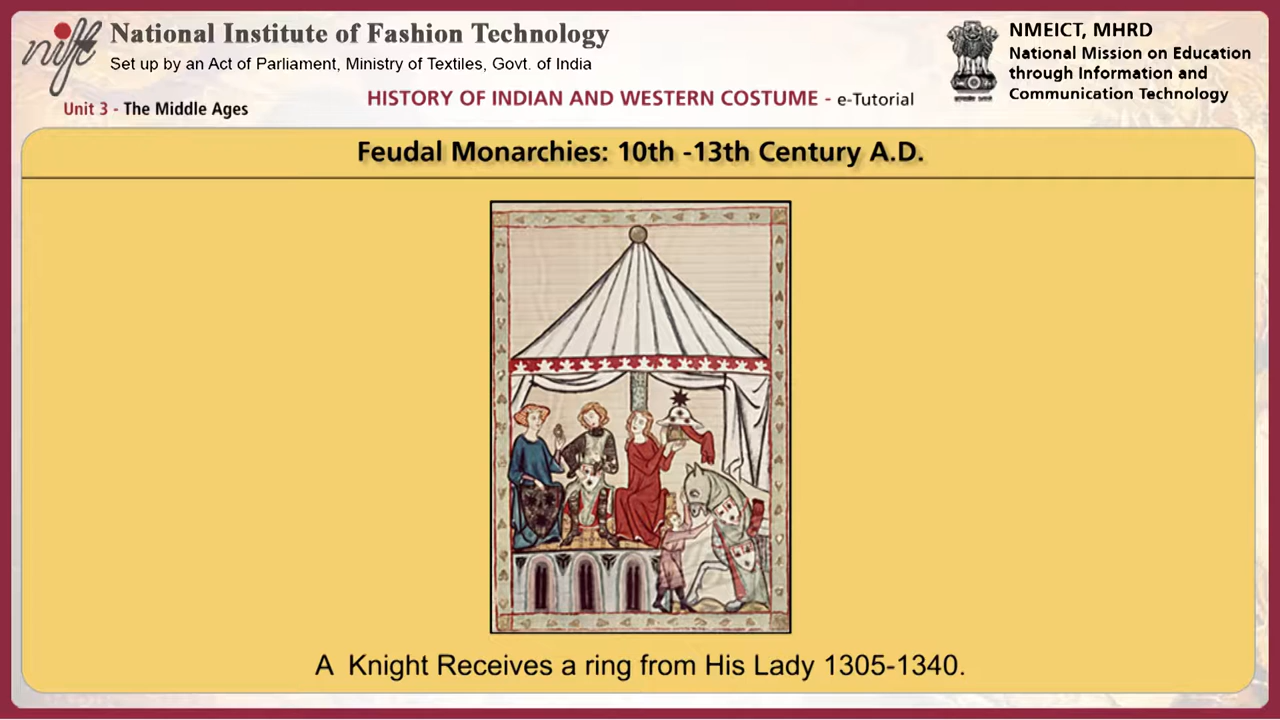 nift
National Institute of Fashion Technology
Set up by an Act of Parliament, Ministry of Textiles, Govt. of India
Unit 3 - The Middle Ages
HISTORY OF INDIAN AND WESTERN COSTUME - e-Tutorial
NMEICT, MHRD
National Mission on Education
through Information and
Communication Technology
Feudal Monarchies: 10th -13th Century A.D.
A Knight Receives a ring from His Lady 1305-1340.